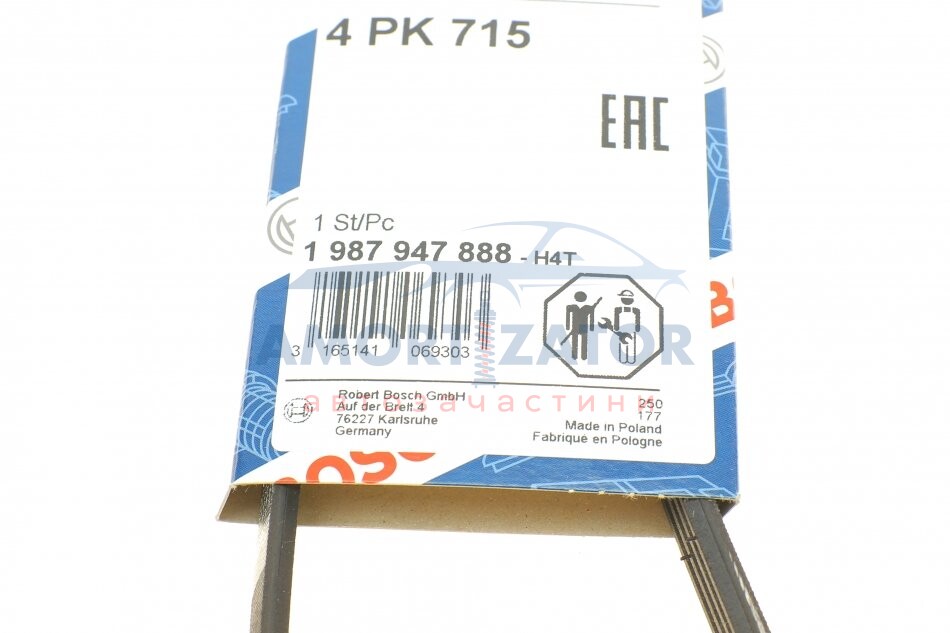 4 PK 715
EAC
1 St/Pc
1 987 947 888 - H4T
3 165141 069303
AMORTIZATOR
автозапчастини
Robert Bosch GmbH
Auf der Breit 4
76227 Karlsruhe
Germany
250
177
Made in Poland
Fabriqué en Pologne